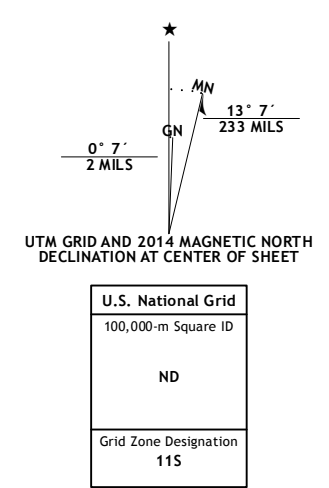 ★
MN
GN
13° 7´
233 MILS
0° 7´
2 MILS
UTM GRID AND 2014 MAGNETIC NORTH
DECLINATION AT CENTER OF SHEET
U.S. National Grid
100,000-m Square ID
ND
Grid Zone Designation
11S